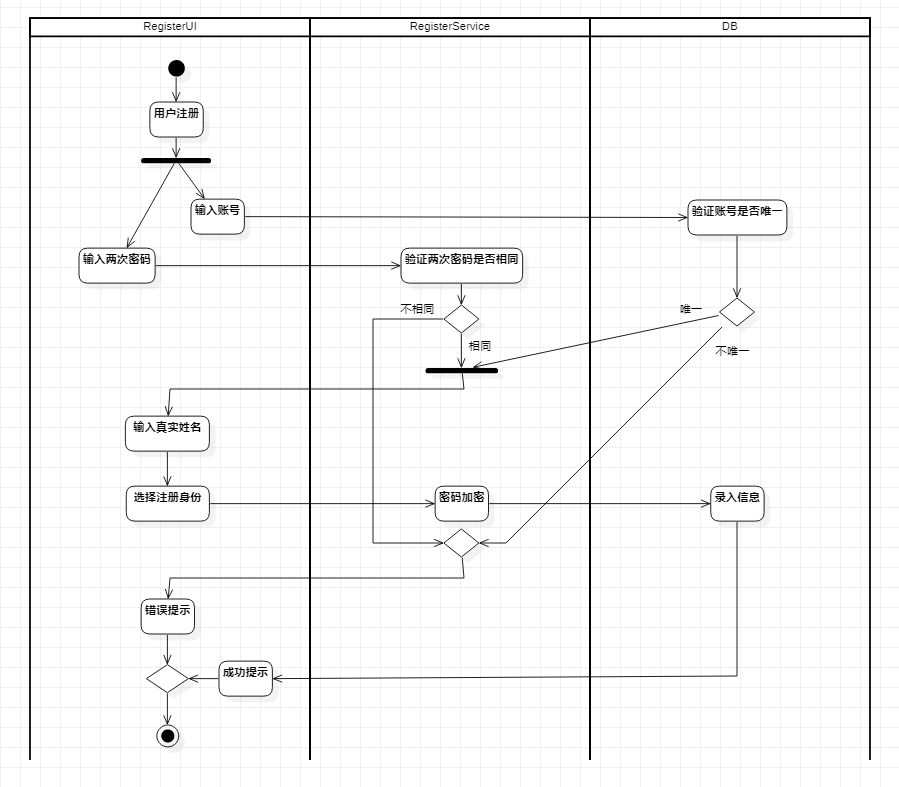 RegisterUI
RegisterService
DB
用户注册
输入账号
验证账号是否唯一
输入两次密码
验证两次密码是否相同
不相同
唯一
相同
不唯一
输入真实姓名
选择注册身份
密码加密
录入信息
错误提示
成功提示